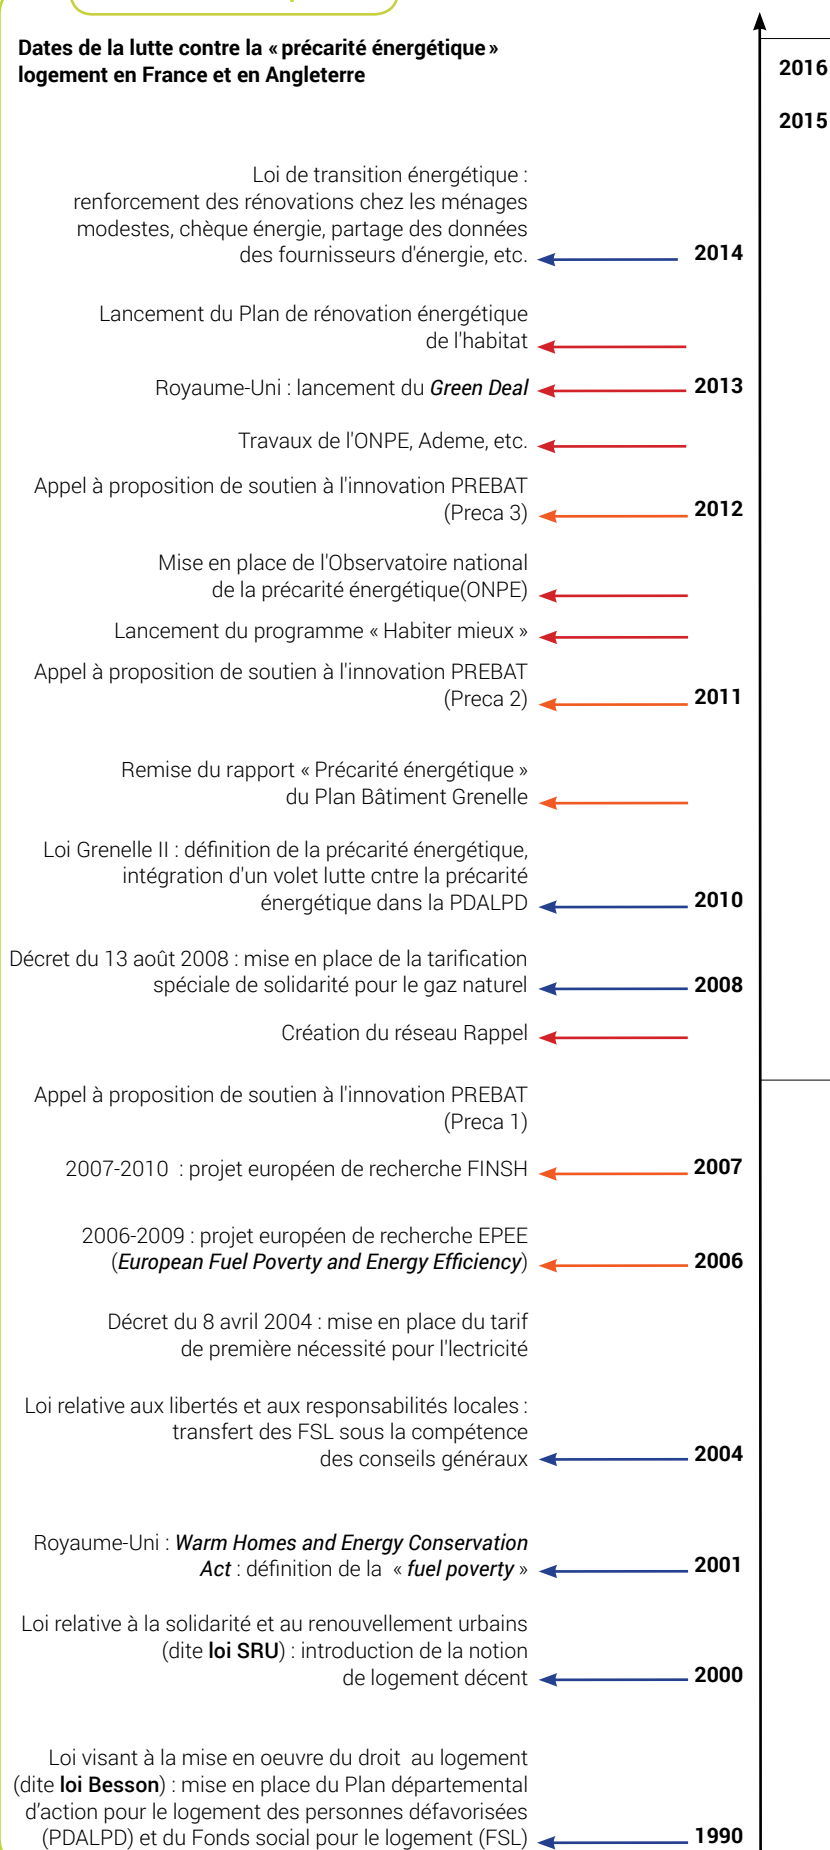 Dates de la lutte contre la « précarité énergétique »
logement en France et en Angleterre
2016
2015
Loi de transition énergétique :
renforcement des rénovations chez les ménages
modestes, chèque énergie, partage des données
des fournisseurs d'énergie, etc.
2014
Lancement du Plan de rénovation énergétique
de l'habitat
Royaume-Uni : lancement du Green Deal
2013
Travaux de l'ONPE, Ademe, etc.
Appel à proposition de soutien à l'innovation PREBAT
(Preca 3)
2012
Mise en place de l'Observatoire national
de la précarité énergétique(ONPE)
Lancement du programme « Habiter mieux »
Appel à proposition de soutien à l'innovation PREBAT
(Preca 2)
2011
Remise du rapport « Précarité énergétique »
du Plan Bâtiment Grenelle
Loi Grenelle II : définition de la précarité énergétique,
intégration d'un volet lutte cntre la précarité
énergétique dans la PDALPD
2010
Décret du 13 août 2008 : mise en place de la tarification
spéciale de solidarité pour le gaz naturel
2008
Création du réseau Rappel
Appel à proposition de soutien à l'innovation PREBAT
(Preca 1)
2007-2010 : projet européen de recherche FINSH
2007
2006-2009 : projet européen de recherche EPEE
(European Fuel Poverty and Energy Efficiency)
2006
Décret du 8 avril 2004 : mise en place du tarif
de première nécessité pour l'lectricité
Loi relative aux libertés et aux responsabilités locales :
transfert des FSL sous la compétence
des conseils généraux
2004
Royaume-Uni : Warm Homes and Energy Conservation
Act : définition de la « fuel poverty »
2001
Loi relative à la solidarité et au renouvellement urbains
(dite loi SRU) : introduction de la notion
de logement décent
2000
Loi visant à la mise en oeuvre du droit au logement
(dite loi Besson) : mise en place du Plan départemental
d'action pour le logement des personnes défavorisées
(PDALPD) et du Fonds social pour le logement (FSL)
1990